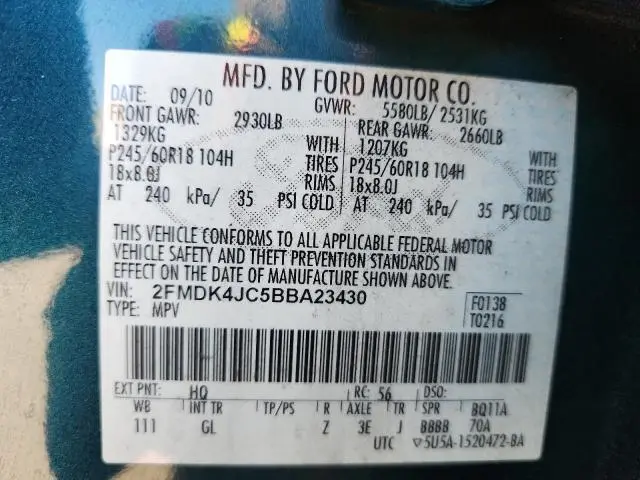 MFD. BY FORD MOTOR CO.
DATE: 09/10 GVWR: 5580LB/ 2531KG
FRONT GAWR: 2930LB REAR GAWR: 2660LB
1329KG WITH 1207KG WITH
P245/60R18 104H TIRES P245/60R18 104H TIRES
18x8.0J RIMS 18x8.0J RIMS
AT 240 kPa/ 35 PSI COLD AT 240 kPa/ 35 PSI COLD
THIS VEHICLE CONFORMS TO ALL APPLICABLE FEDERAL MOTOR
VEHICLE SAFETY AND THEFT PREVENTION STANDARDS IN
EFFECT ON THE DATE OF MANUFACTURE SHOWN ABOVE.
VIN: 2FMDK4JC5BBA23430 F0138
TYPE: MPV T0216
EXT PNT: HQ RC: 56 DSO:
WB INT TR TP/PS R AXLE TR SPR BQ11A
111 GL Z 3E J BBBB 70A
UTC ▽5U5A-1520472-BA